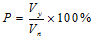 P = V_y / V_n × 100%